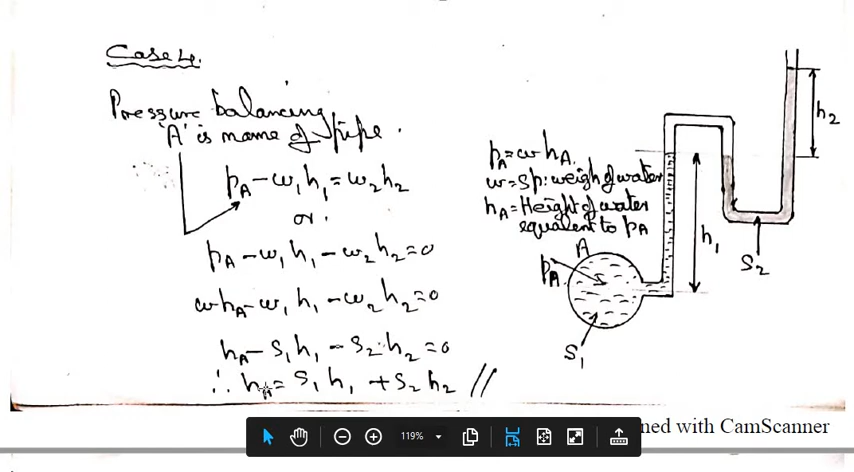 Case 4.
Pressure balancing
'A' is name of pipe.
pA - w1h1 = w2h2
or.
pA - w1h1 - w2h2 = 0
whA - w1h1 - w2h2 = 0
hA - S1h1 - S2h2 = 0
∴ hA = S1h1 + S2h2 //
pA = whA.
w = Sp: weigh of water
hA = Height of water
equalent to pA
A
pA.
S1
h1
S2
h2
ned with CamScanner
119%